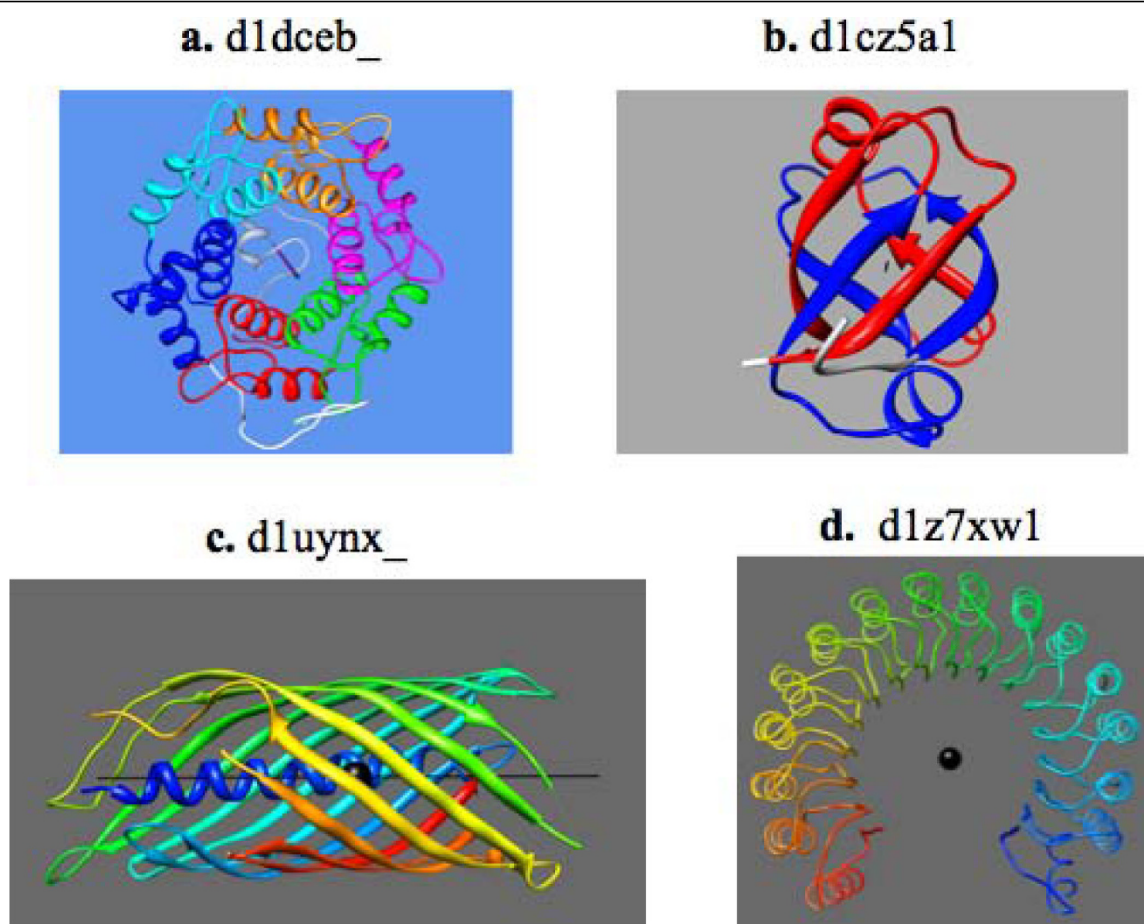 a. d1dceb_
b. d1cz5a1
c. d1uynx_
d. d1z7xw1